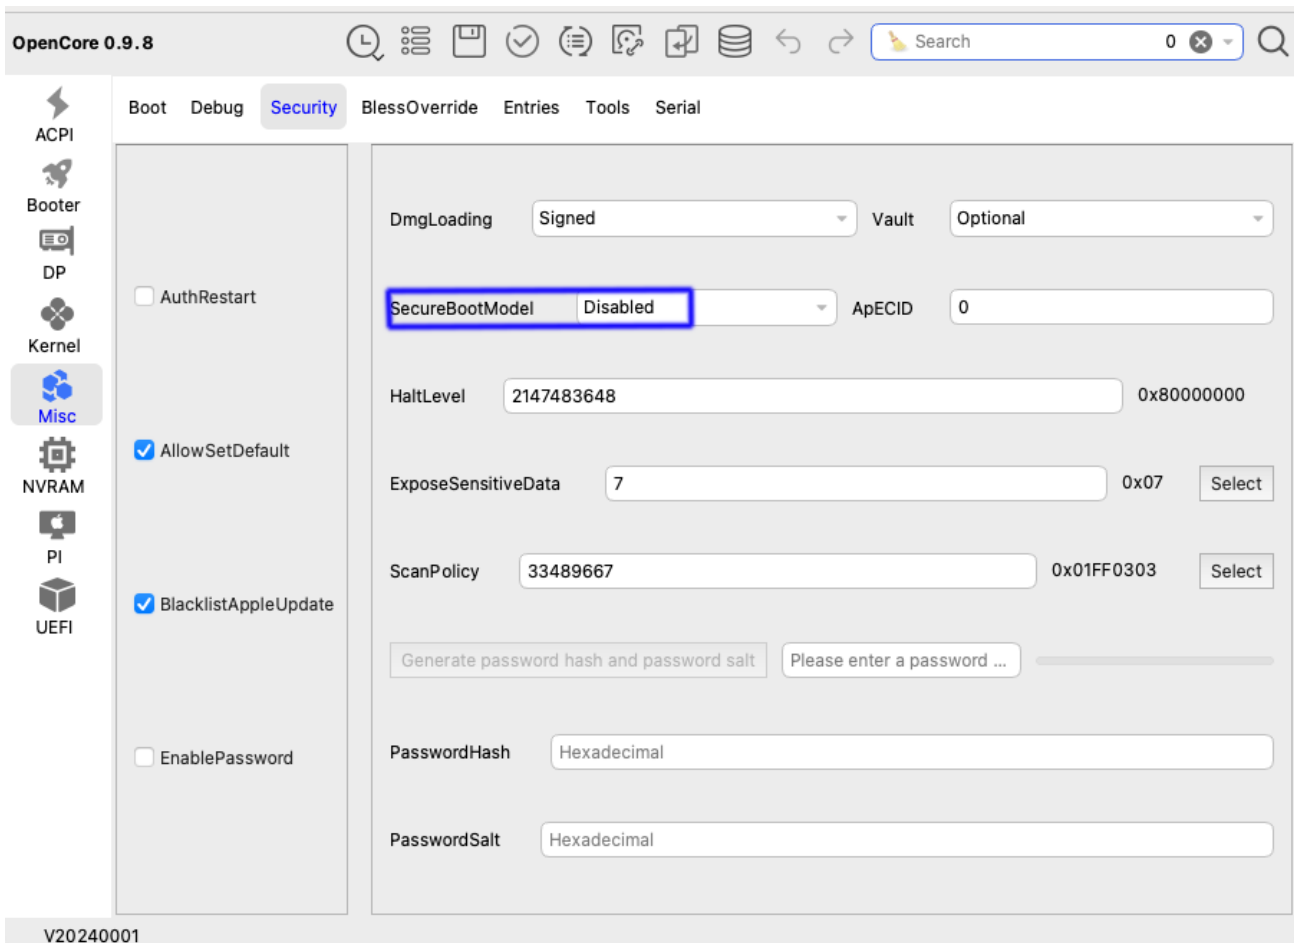 OpenCore 0.9.8
Search 0
ACPI
Booter
DP
Kernel
Misc
NVRAM
PI
UEFI
Boot Debug Security BlessOverride Entries Tools Serial
AuthRestart
AllowSetDefault
BlacklistAppleUpdate
EnablePassword
DmgLoading Signed Vault Optional
SecureBootModel Disabled ApECID 0
HaltLevel 2147483648 0x80000000
ExposeSensitiveData 7 0x07 Select
ScanPolicy 33489667 0x01FF0303 Select
Generate password hash and password salt Please enter a password ...
PasswordHash Hexadecimal
PasswordSalt Hexadecimal
V20240001